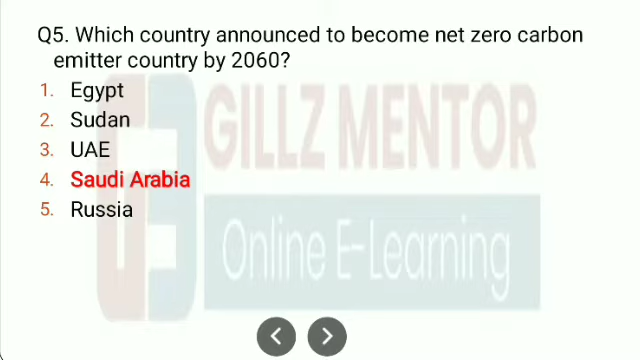 Q5. Which country announced to become net zero carbon
emitter country by 2060?
1. Egypt
2. Sudan
3. UAE
4. Saudi Arabia
5. Russia
GILLZ MENTOR
Online E-Learning